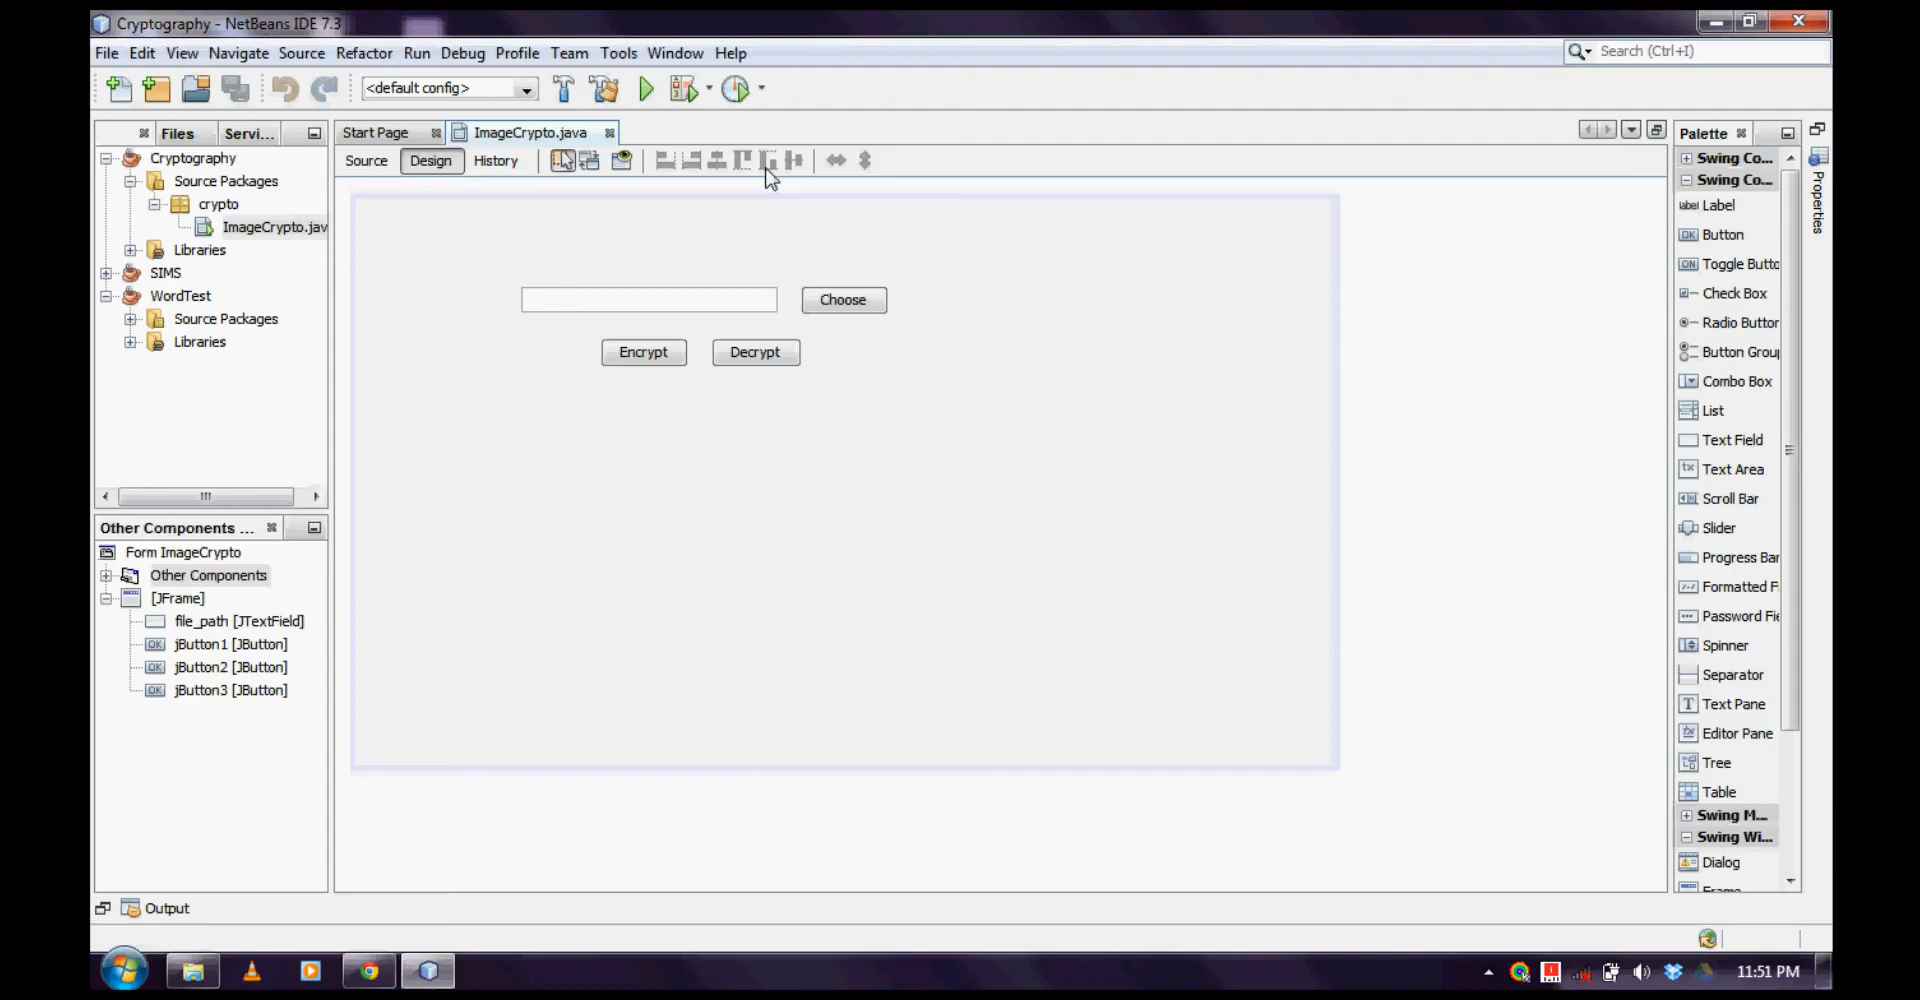 Cryptography - NetBeans IDE 7.3
File Edit View Navigate Source Refactor Run Debug Profile Team Tools Window Help
Search (Ctrl+I)
<default config>
Files Servi...
Start Page ImageCrypto.java
Palette
Source Design History
Cryptography
Source Packages
crypto
ImageCrypto.jav
Libraries
SIMS
WordTest
Source Packages
Libraries
Other Components ...
Form ImageCrypto
Other Components
[JFrame]
file_path [JTextField]
jButton1 [JButton]
jButton2 [JButton]
jButton3 [JButton]
Choose
Encrypt Decrypt
Swing Co...
Swing Co...
label Label
OK Button
ON Toggle Butto
Check Box
Radio Button
Button Grou
Combo Box
List
Text Field
Text Area
Scroll Bar
Slider
Progress Bar
Formatted F
Password Fie
Spinner
Separator
Text Pane
Editor Pane
Tree
Table
Swing M...
Swing Wi...
Dialog
Properties
Output
11:51 PM